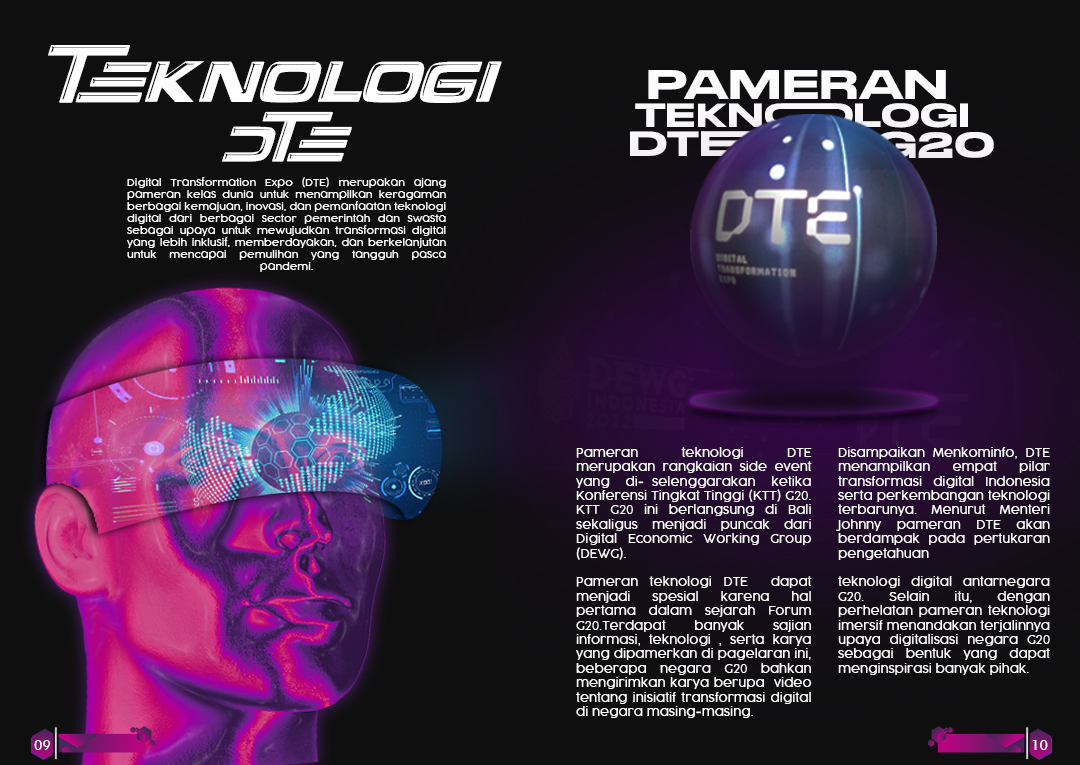 TEKNOLOGI
DTE
Digital Transformation Expo (DTE) merupakan ajang
pameran kelas dunia untuk menampilkan keragaman
berbagai kemajuan, inovasi, dan pemanfaatan teknologi
digital dari berbagai sector pemerintah dan swasta
sebagai upaya untuk mewujudkan transformasi digital
yang lebih inklusif, memberdayakan, dan berkelanjutan
untuk mencapai pemulihan yang tangguh pasca
pandemi.
09
PAMERAN
TEKNOLOGI
DTE G20
DTE
DIGITAL
TRANSFORMATION
EXPO
DEWG
INDONESIA
Pameran teknologi DTE
merupakan rangkaian side event
yang di- selenggarakan ketika
Konferensi Tingkat Tinggi (KTT) G20.
KTT G20 ini berlangsung di Bali
sekaligus menjadi puncak dari
Digital Economic Working Group
(DEWG).
Pameran teknologi DTE dapat
menjadi spesial karena hal
pertama dalam sejarah Forum
G20.Terdapat banyak sajian
informasi, teknologi , serta karya
yang dipamerkan di pagelaran ini,
beberapa negara G20 bahkan
mengirimkan karya berupa video
tentang inisiatif transformasi digital
di negara masing-masing.
Disampaikan Menkominfo, DTE
menampilkan empat pilar
transformasi digital Indonesia
serta perkembangan teknologi
terbarunya. Menurut Menteri
Johnny pameran DTE akan
berdampak pada pertukaran
pengetahuan
teknologi digital antarnegara
G20. Selain itu, dengan
perhelatan pameran teknologi
imersif menandakan terjalinnya
upaya digitalisasi negara G20
sebagai bentuk yang dapat
menginspirasi banyak pihak.
10